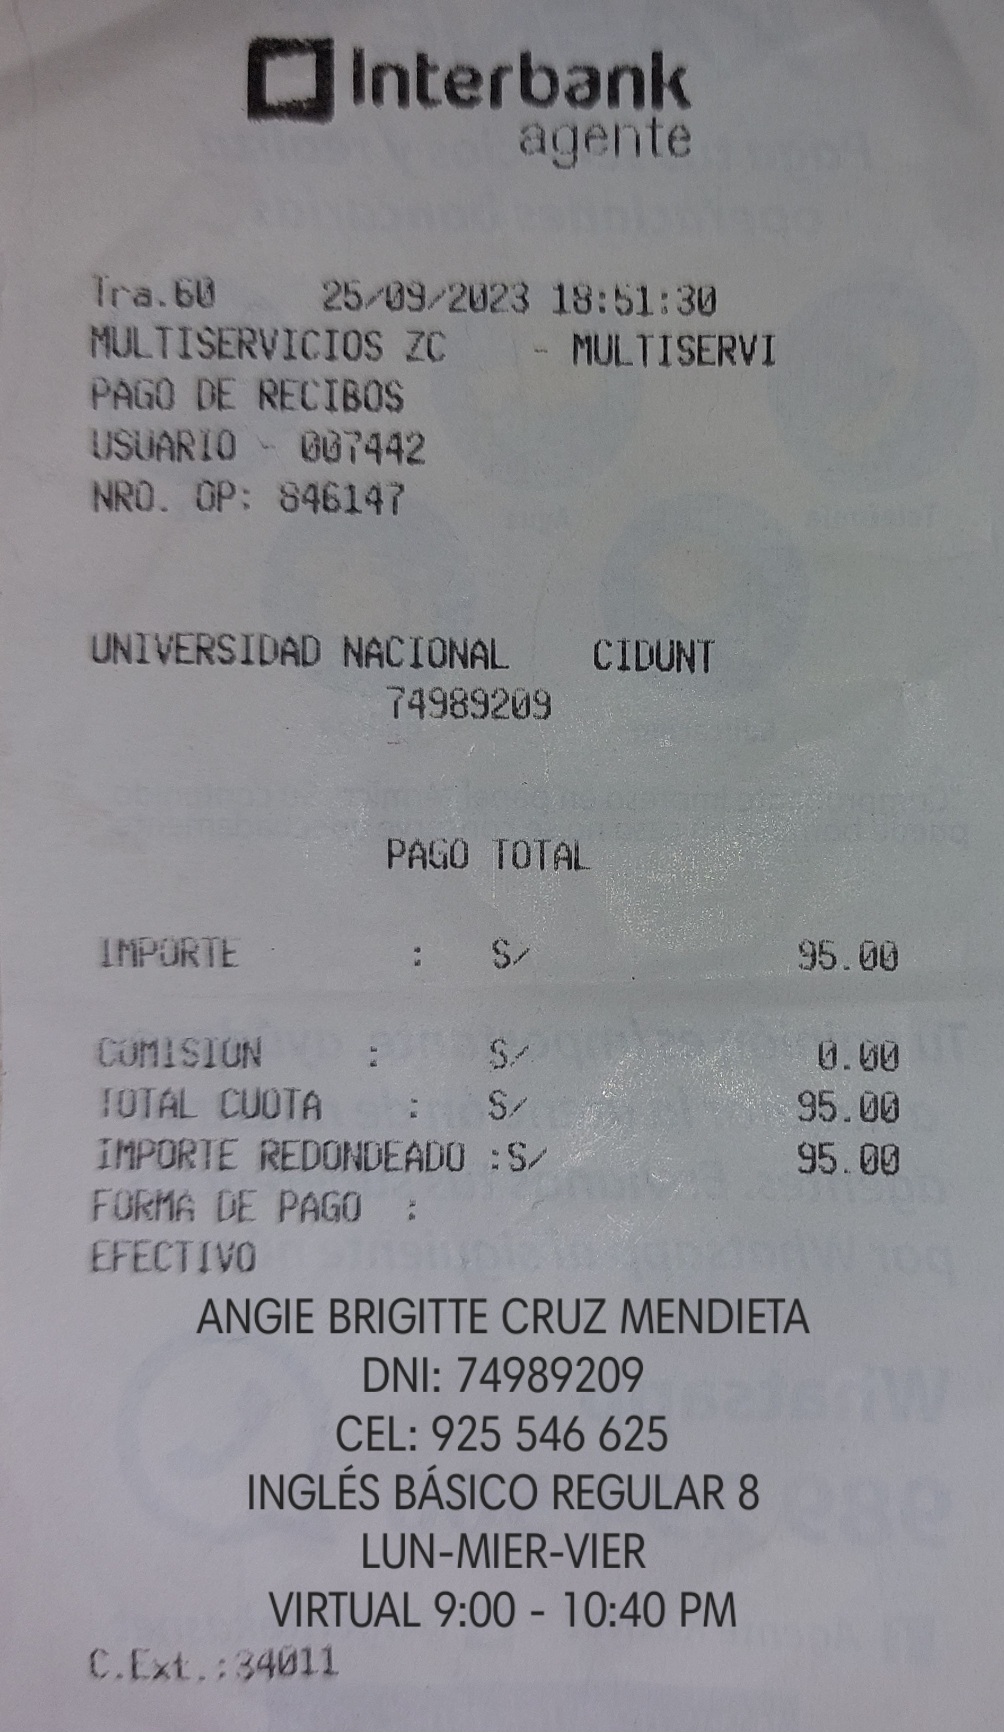 Interbank
agente
Tra.60 25/09/2023 18:51:30
MULTISERVICIOS ZC - MULTISERVI
PAGO DE RECIBOS
USUARIO - 007442
NRO. OP: 846147
UNIVERSIDAD NACIONAL CIDUNT
74989209
PAGO TOTAL
IMPORTE : S/ 95.00
COMISION : S/ 0.00
TOTAL CUOTA : S/ 95.00
IMPORTE REDONDEADO :S/ 95.00
FORMA DE PAGO :
EFECTIVO
ANGIE BRIGITTE CRUZ MENDIETA
DNI: 74989209
CEL: 925 546 625
INGLÉS BÁSICO REGULAR 8
LUN-MIER-VIER
VIRTUAL 9:00 - 10:40 PM
C.Ext.:34011